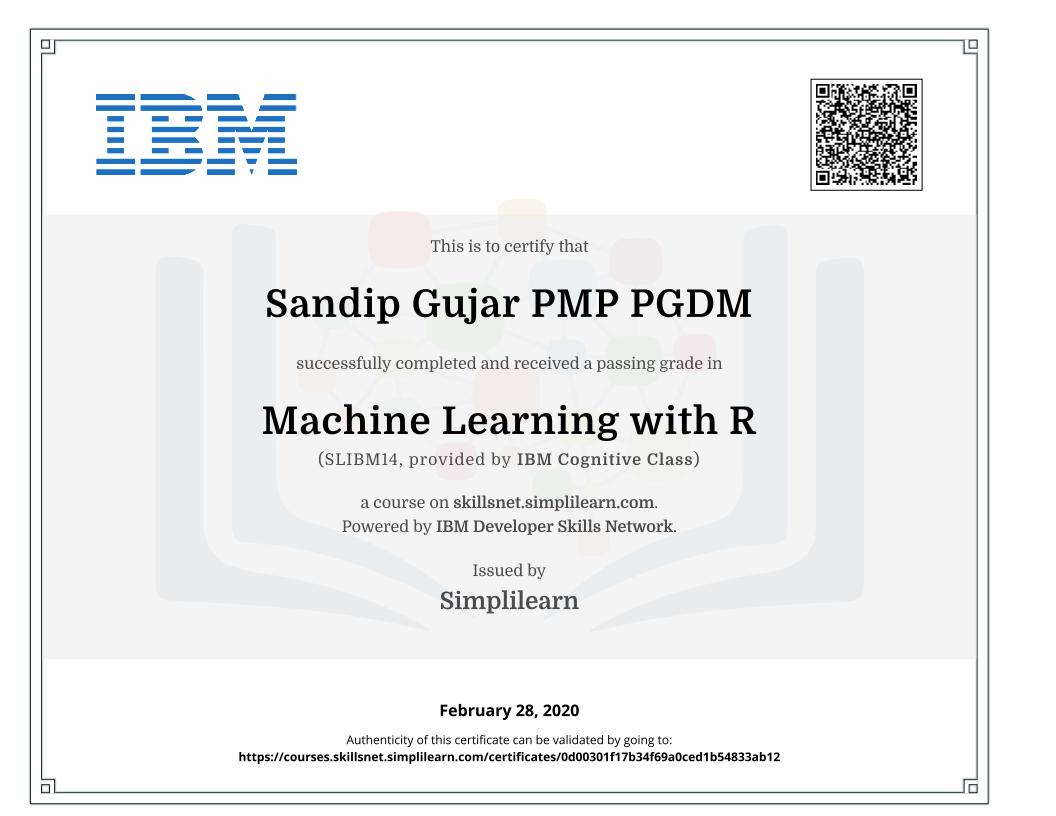 IBM
This is to certify that
Sandip Gujar PMP PGDM
successfully completed and received a passing grade in
Machine Learning with R
(SLIBM14, provided by IBM Cognitive Class)
a course on skillsnet.simplilearn.com.
Powered by IBM Developer Skills Network.
Issued by
Simplilearn
February 28, 2020
Authenticity of this certificate can be validated by going to:
https://courses.skillsnet.simplilearn.com/certificates/0d00301f17b34f69a0ced1b54833ab12